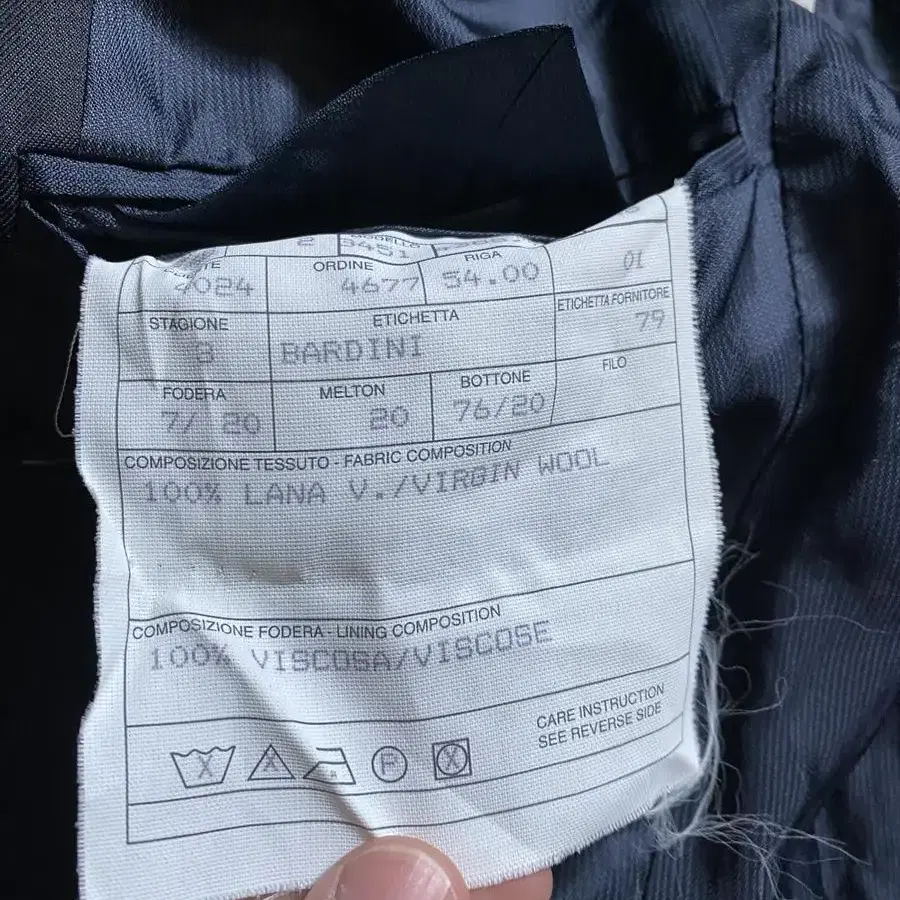 ORDINE RIGA
4024 4677 54.00 01
STAGIONE ETICHETTA ETICHETTA FORNITORE
BARDINI 79
FODERA MELTON BOTTONE FILO
7/ 20 20 76/20
COMPOSIZIONE TESSUTO - FABRIC COMPOSITION
100% LANA V./VIRGIN WOOL
COMPOSIZIONE FODERA - LINING COMPOSITION
100% VISCOSA/VISCOSE
CARE INSTRUCTION
SEE REVERSE SIDE
P